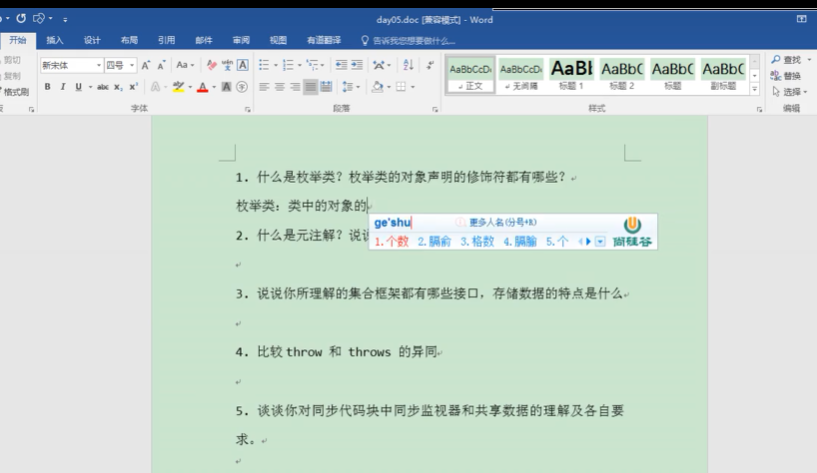 day05.doc [兼容模式] - Word
开始 插入 设计 布局 引用 邮件 审阅 视图 有道翻译 告诉我您想要做什么...
剪切 新宋体 四号 Aa AaBbCcDc AaBbCcDc AaBl AaBbC AaBbC AaBbC 查找
复制 替换
格式刷 B I U abc X₂ X² A 正文 无间隔 标题 1 标题 2 标题 副标题 选择
字体 段落 样式 编辑
1. 什么是枚举类？枚举类的对象声明的修饰符都有哪些？
枚举类：类中的对象的
ge'shu 更多人名(分号+R)
2. 什么是元注解？说 1.个数 2.膈俞 3.格数 4.膈腧 5.个 尚硅谷
3. 说说你所理解的集合框架都有哪些接口，存储数据的特点是什么
4. 比较 throw 和 throws 的异同
5. 谈谈你对同步代码块中同步监视器和共享数据的理解及各自要
求。